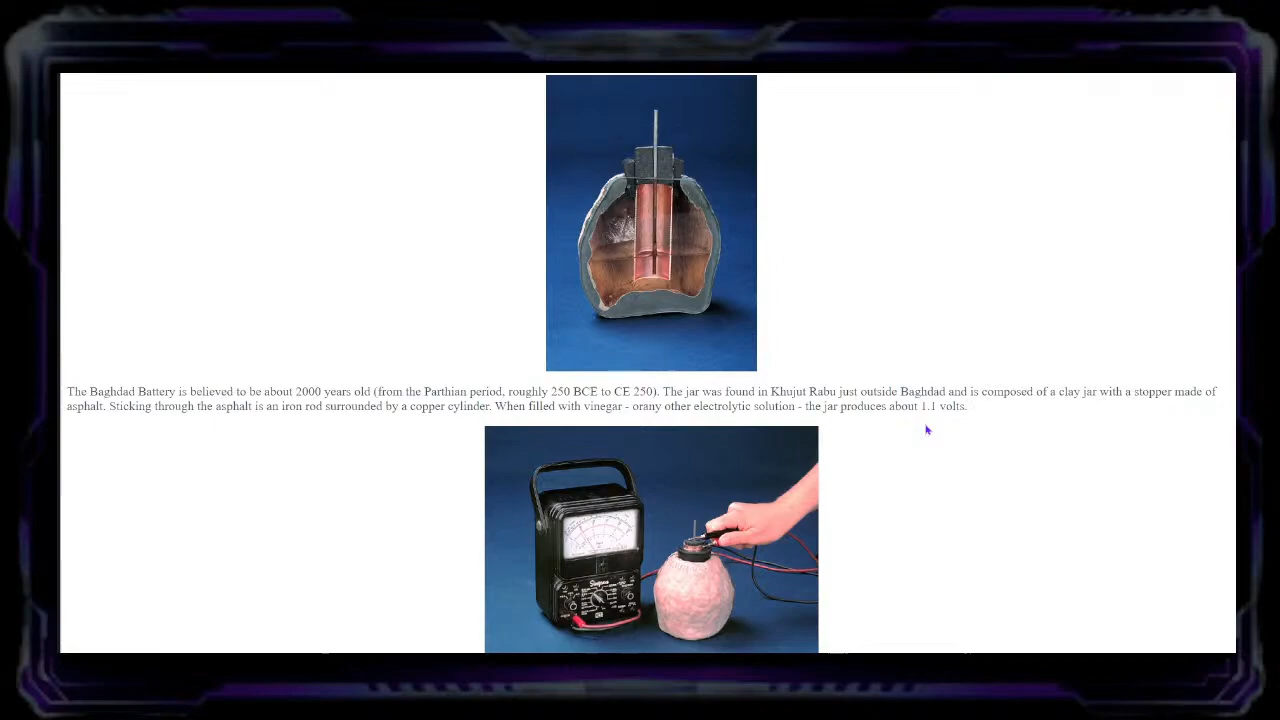 The Baghdad Battery is believed to be about 2000 years old (from the Parthian period, roughly 250 BCE to CE 250). The jar was found in Khujut Rabu just outside Baghdad and is composed of a clay jar with a stopper made of
asphalt. Sticking through the asphalt is an iron rod surrounded by a copper cylinder. When filled with vinegar - orany other electrolytic solution - the jar produces about 1.1 volts.
Simpson